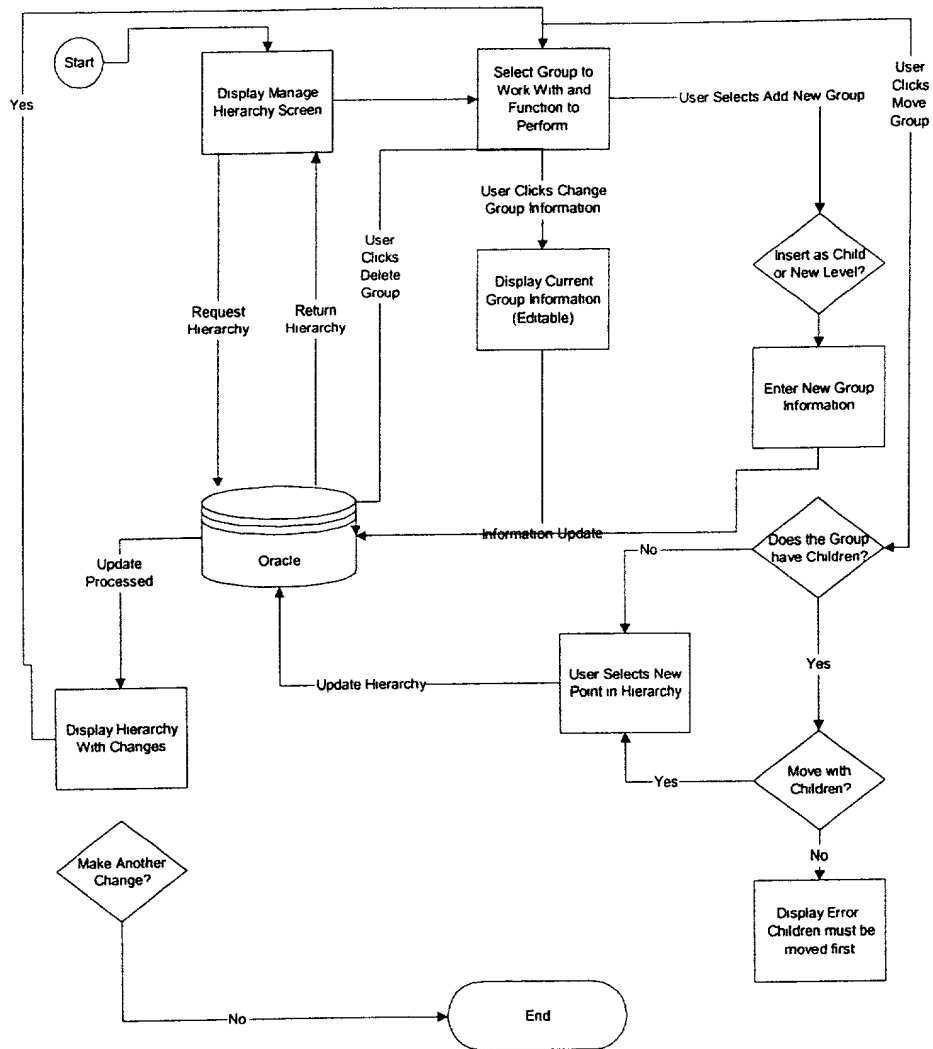 Start
Yes
Display Manage
Hierarchy Screen
Select Group to
Work With and
Function to
Perform
User Selects Add New Group
User
Clicks
Move
Group
User Clicks Change
Group Information
User
Clicks
Delete
Group
Insert as Child
or New Level?
Display Current
Group Information
(Editable)
Request
Hierarchy
Return
Hierarchy
Enter New Group
Information
Information Update
Oracle
Does the Group
have Children?
No
Update
Processed
Yes
User Selects New
Point in Hierarchy
Update Hierarchy
Display Hierarchy
With Changes
Move with
Children?
Yes
No
Make Another
Change?
Display Error
Children must be
moved first
No
End